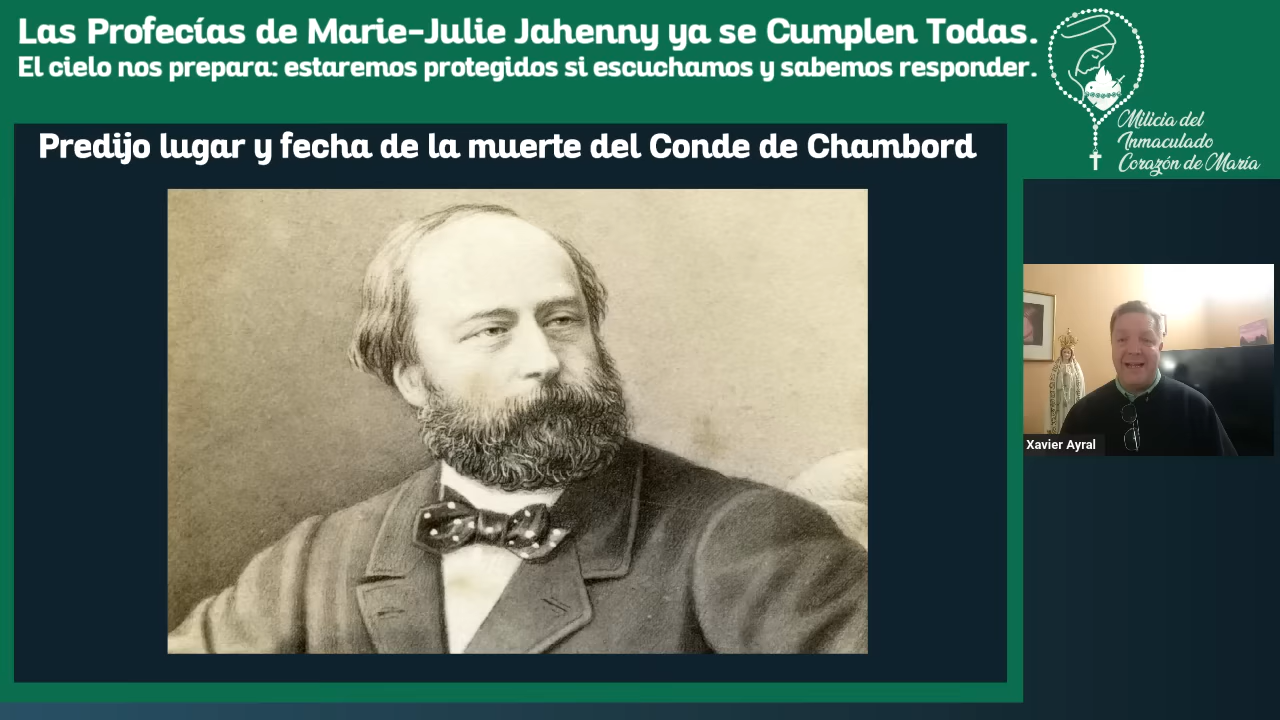 Las Profecías de Marie-Julie Jahenny ya se Cumplen Todas.
El cielo nos prepara: estaremos protegidos si escuchamos y sabemos responder.
Milicia del
Inmaculado
Corazón de María
Predijo lugar y fecha de la muerte del Conde de Chambord
Xavier Ayral